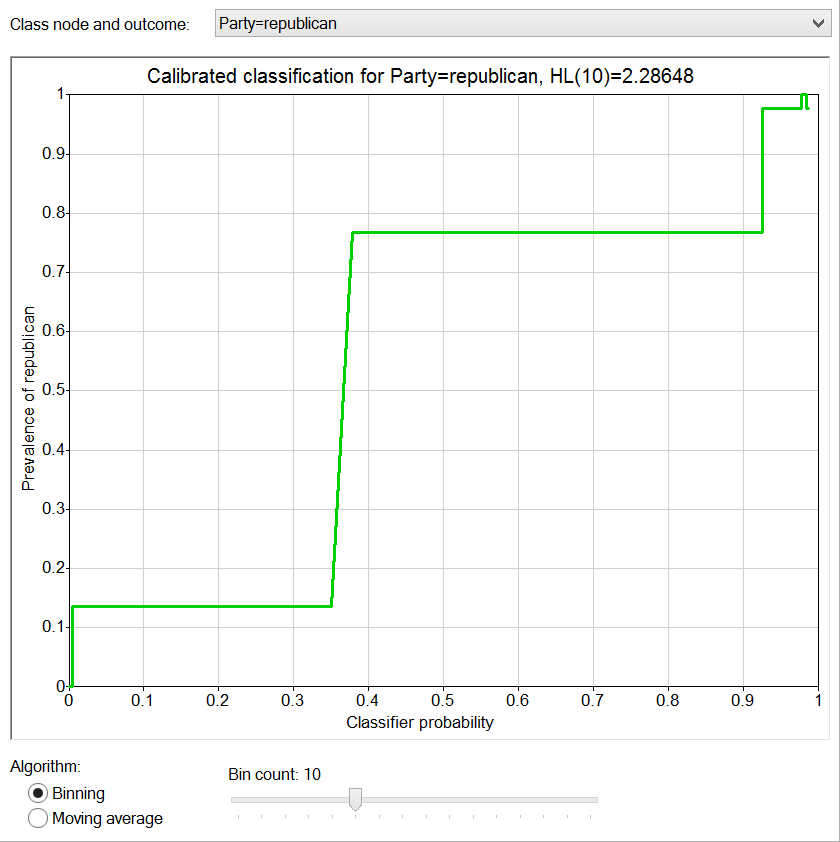 Class node and outcome: Party=republican
Calibrated classification for Party=republican, HL(10)=2.28648
1
0.9
0.8
0.7
0.6
0.5
0.4
0.3
0.2
0.1
0
Prevalence of republican
0 0.1 0.2 0.3 0.4 0.5 0.6 0.7 0.8 0.9 1
Classifier probability
Algorithm:
Bin count: 10
Binning
Moving average